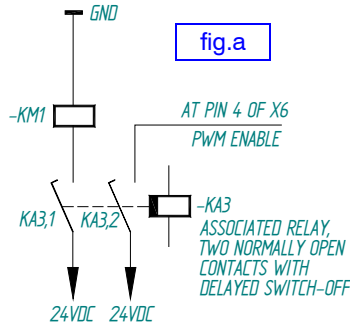 GND
fig.a
-KM1
AT PIN 4 OF X6
PWM ENABLE
KA3,1
KA3,2
-KA3
ASSOCIATED RELAY,
TWO NORMALLY OPEN
CONTACTS WITH
DELAYED SWITCH-OFF
24VDC
24VDC